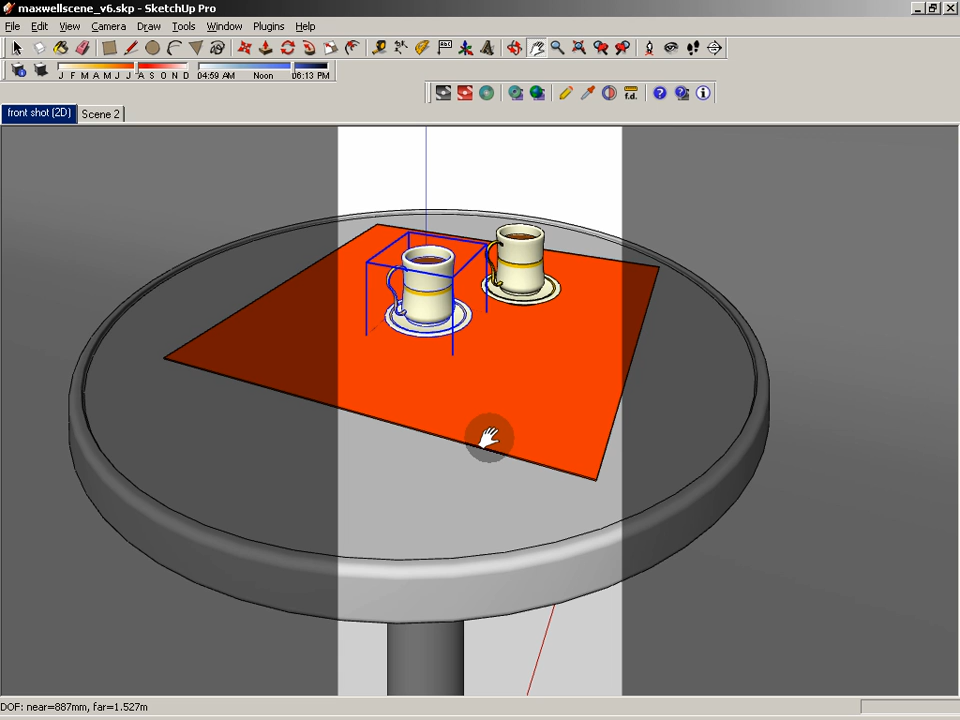 maxwellscene_v6.skp - SketchUp Pro
File Edit View Camera Draw Tools Window Plugins Help
J F M A M J J A S O N D 04:59 AM Noon 06:13 PM
f.d.
front shot (2D) Scene 2
DOF: near=887mm, far=1.527m